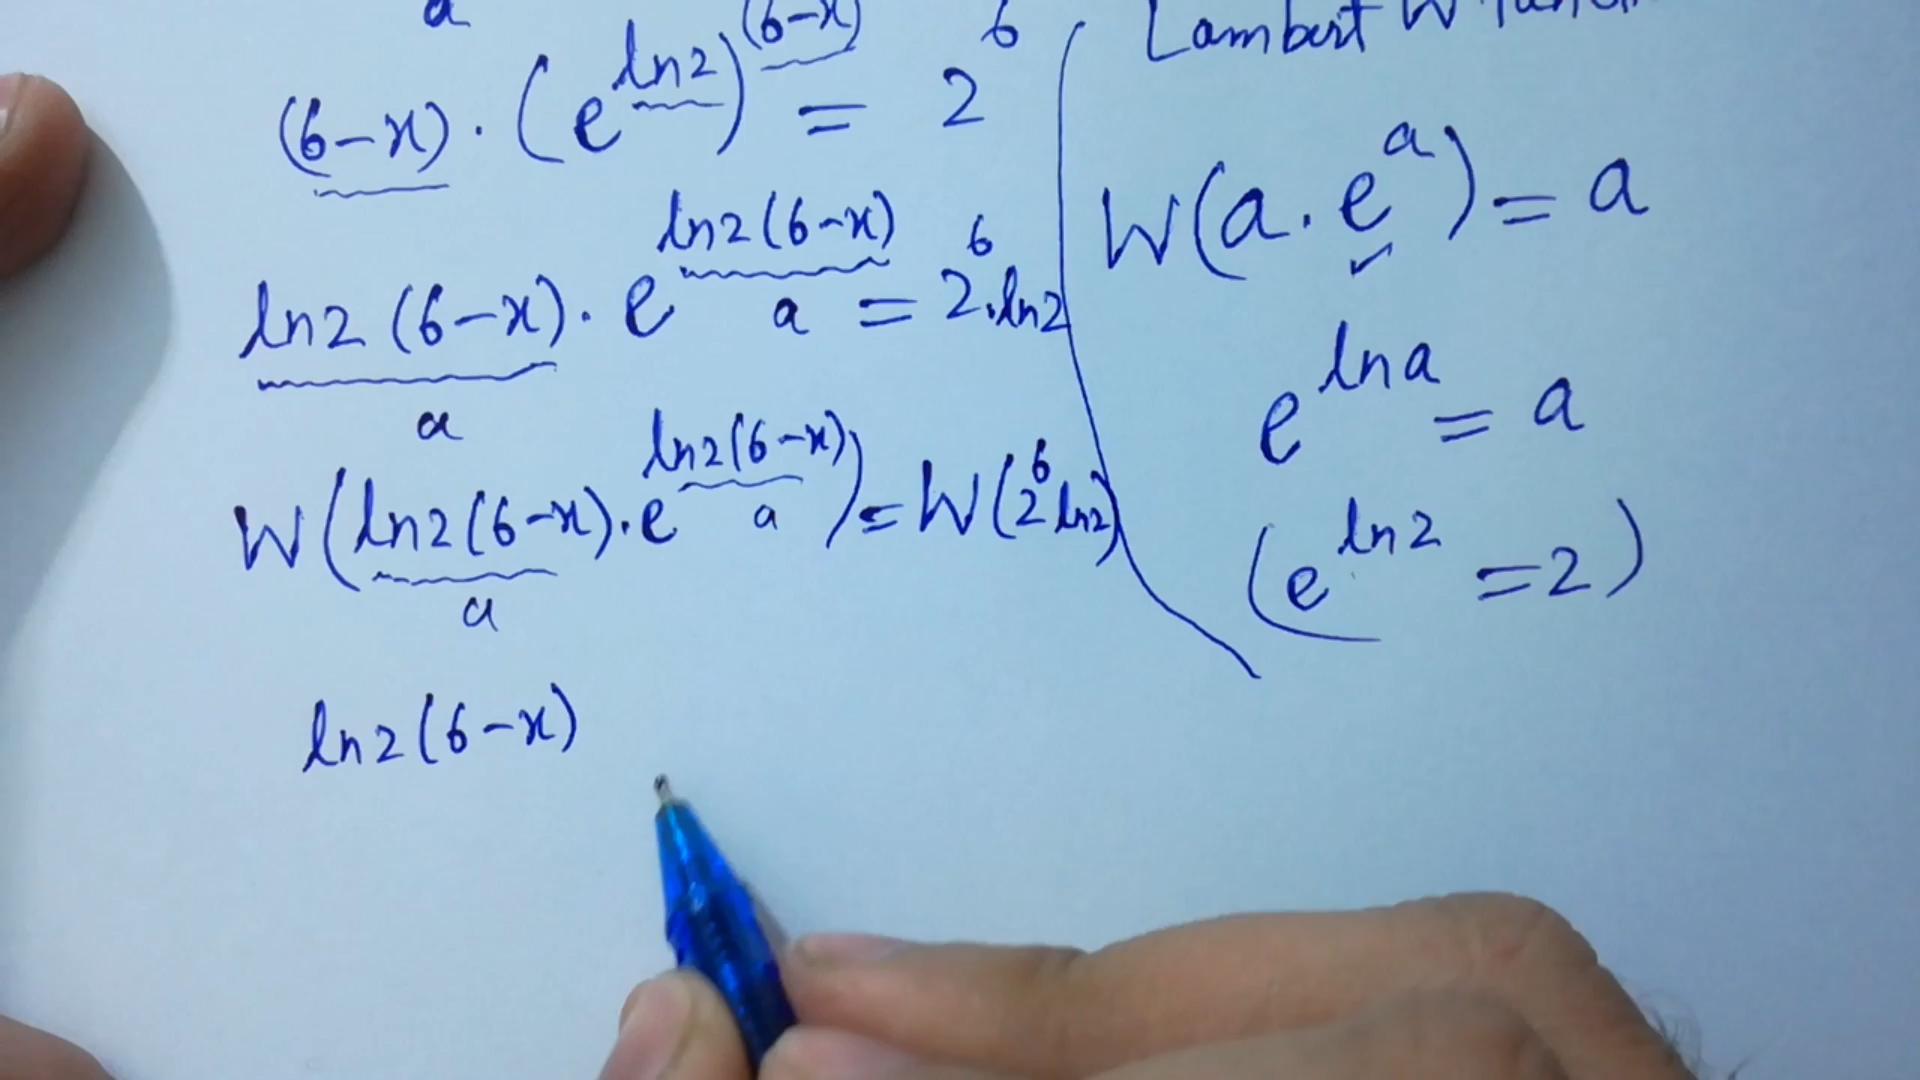 a
(6-x) · (e^ln2)^(6-x) = 2^6
ln2 (6-x) · e^ln2(6-x) = 2^6 · ln2
a
a
W(ln2(6-x) · e^ln2(6-x)) = W(2^6 ln2)
a
a
ln2(6-x)
Lambert W
W(a · e^a) = a
e^lna = a
(e^ln2 = 2)